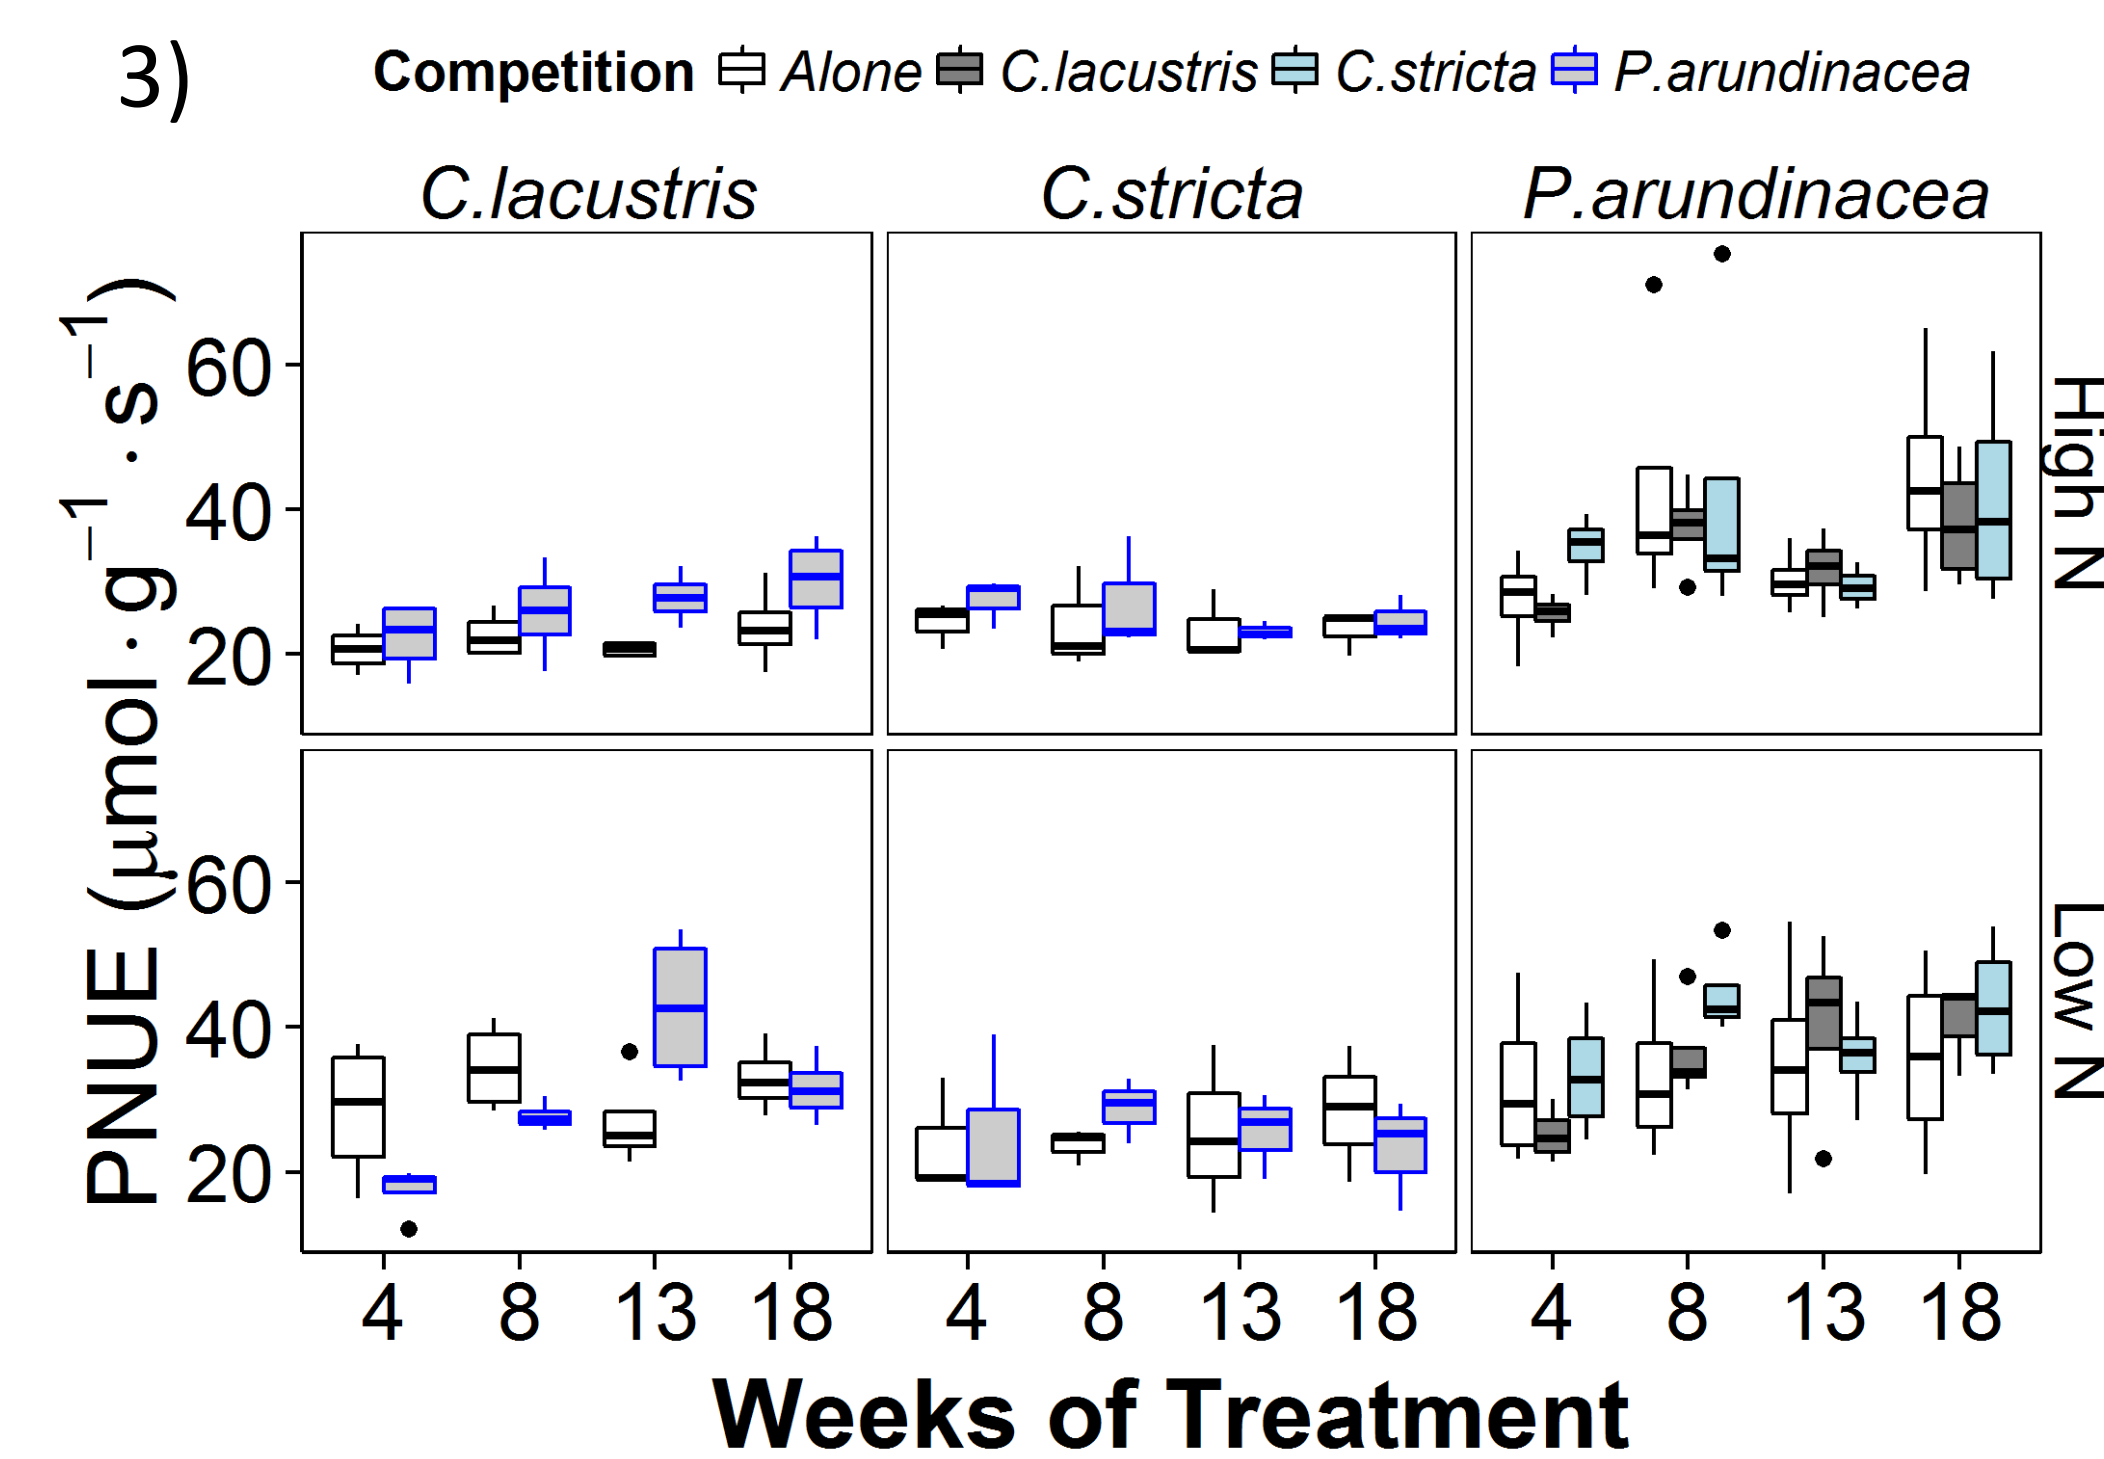 3)
Competition Alone C.lacustris C.stricta P.arundinacea
C.lacustris C.stricta P.arundinacea
PNUE (µmol · g⁻¹ · s⁻¹)
60
40
20
High N
60
40
20
Low N
4 8 13 18 4 8 13 18 4 8 13 18
Weeks of Treatment